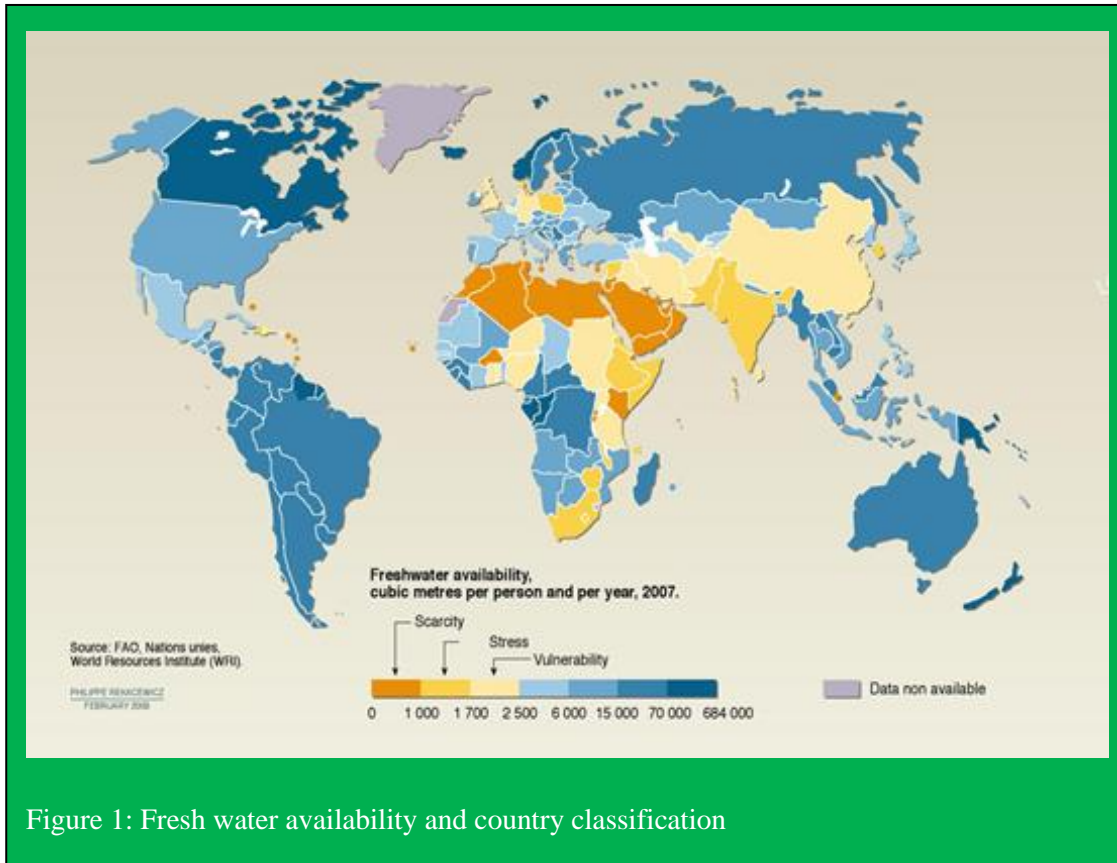 Freshwater availability,
cubic metres per person and per year, 2007.
Scarcity
Stress
Vulnerability
0 1 000 1 700 2 500 6 000 15 000 70 000 684 000
Data non available
Source: FAO, Nations unies,
World Resources Institute (WRI).
PHILIPPE REKACEWICZ
FEBRUARY 2008
Figure 1: Fresh water availability and country classification